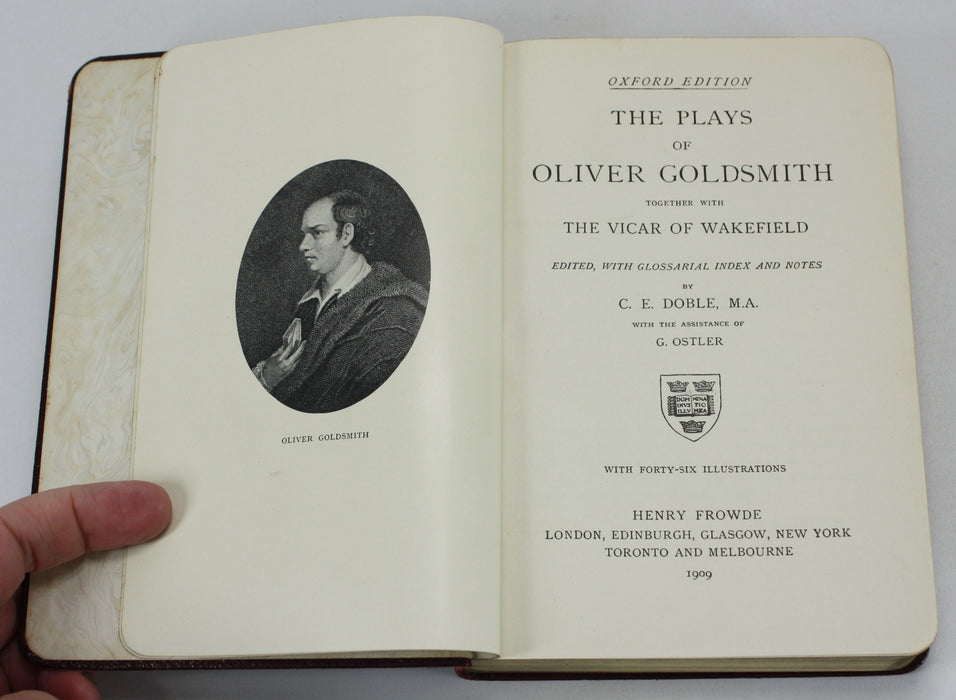 OLIVER GOLDSMITH
OXFORD EDITION
THE PLAYS
OF
OLIVER GOLDSMITH
TOGETHER WITH
THE VICAR OF WAKEFIELD
EDITED, WITH GLOSSARIAL INDEX AND NOTES
BY
C. E. DOBLE, M.A.
WITH THE ASSISTANCE OF
G. OSTLER
DOMI MINA
INVS TIO
ILLV MEA
WITH FORTY-SIX ILLUSTRATIONS
HENRY FROWDE
LONDON, EDINBURGH, GLASGOW, NEW YORK
TORONTO AND MELBOURNE
1909